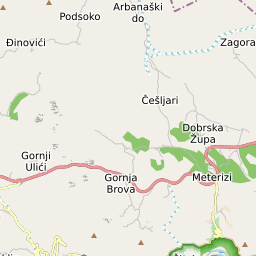 Arbanaški
do
Podsoko
Đinovići
Zagora
Češljari
Dobrska
Župa
Gornji
Ulići
Gornja
Brova
Meterizi